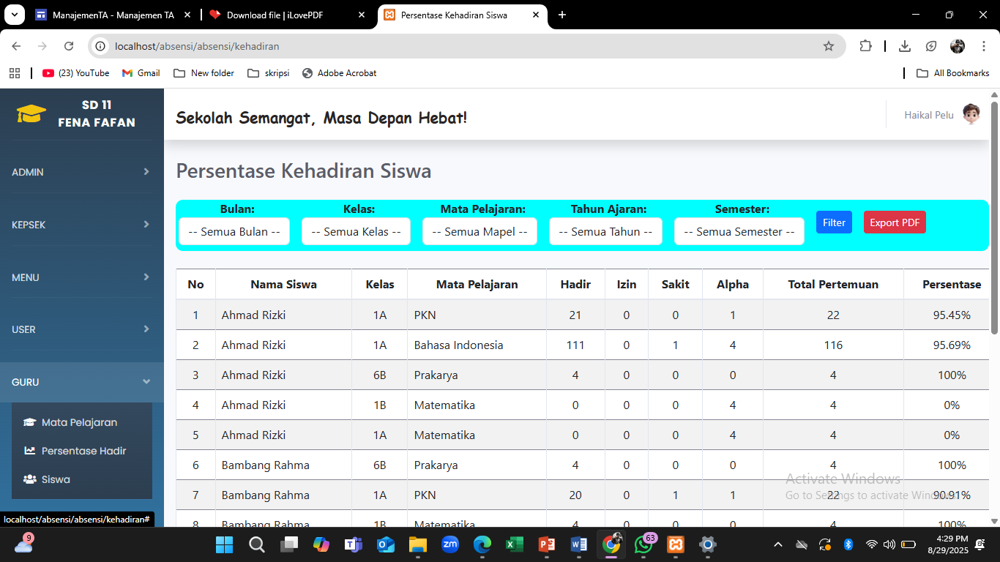 ManajemenTA - Manajemen TA
Download file | iLovePDF
Persentase Kehadiran Siswa
localhost/absensi/absensi/kehadiran
(23) YouTube
Gmail
New folder
skripsi
Adobe Acrobat
All Bookmarks
SD 11
FENA FAFAN
Sekolah Semangat, Masa Depan Hebat!
Haikal Pelu
ADMIN
KEPSEK
MENU
USER
GURU
Mata Pelajaran
Persentase Hadir
Siswa
Persentase Kehadiran Siswa
Bulan: Kelas: Mata Pelajaran: Tahun Ajaran: Semester:
-- Semua Bulan -- -- Semua Kelas -- -- Semua Mapel -- -- Semua Tahun -- -- Semua Semester -- Filter Export PDF
No Nama Siswa Kelas Mata Pelajaran Hadir Izin Sakit Alpha Total Pertemuan Persentase
1 Ahmad Rizki 1A PKN 21 0 0 1 22 95.45%
2 Ahmad Rizki 1A Bahasa Indonesia 111 0 1 4 116 95.69%
3 Ahmad Rizki 6B Prakarya 4 0 0 0 4 100%
4 Ahmad Rizki 1B Matematika 0 0 0 4 4 0%
5 Ahmad Rizki 1A Matematika 0 0 0 4 4 0%
6 Bambang Rahma 6B Prakarya 4 0 0 0 4 100%
7 Bambang Rahma 1A PKN 20 0 1 1 22 90.91%
8 Bambang Rahma 1B Matematika 4 0 0 0 4 100%
Activate Windows
Go to Settings to activate Windows.
localhost/absensi/absensi/kehadiran#
9
zm
63
4:29 PM
8/29/2025